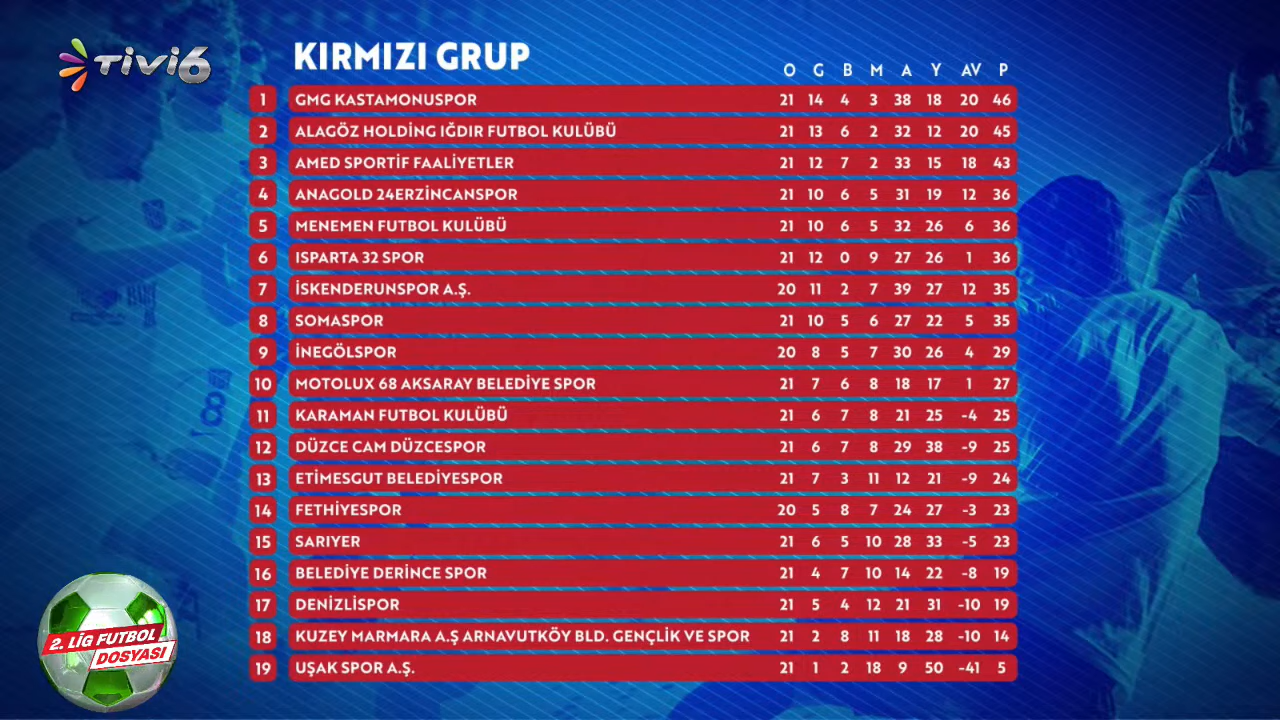 TİVİ6
KIRMIZI GRUP
O G B M A Y AV P
1 GMG KASTAMONUSPOR 21 14 4 3 38 18 20 46
2 ALAGÖZ HOLDİNG IĞDIR FUTBOL KULÜBÜ 21 13 6 2 32 12 20 45
3 AMED SPORTİF FAALİYETLER 21 12 7 2 33 15 18 43
4 ANAGOLD 24ERZİNCANSPOR 21 10 6 5 31 19 12 36
5 MENEMEN FUTBOL KULÜBÜ 21 10 6 5 32 26 6 36
6 ISPARTA 32 SPOR 21 12 0 9 27 26 1 36
7 İSKENDERUNSPOR A.Ş. 20 11 2 7 39 27 12 35
8 SOMASPOR 21 10 5 6 27 22 5 35
9 İNEGÖLSPOR 20 8 5 7 30 26 4 29
10 MOTOLUX 68 AKSARAY BELEDİYE SPOR 21 7 6 8 18 17 1 27
11 KARAMAN FUTBOL KULÜBÜ 21 6 7 8 21 25 -4 25
12 DÜZCE CAM DÜZCESPOR 21 6 7 8 29 38 -9 25
13 ETİMESGUT BELEDİYESPOR 21 7 3 11 12 21 -9 24
14 FETHİYESPOR 20 5 8 7 24 27 -3 23
15 SARIYER 21 6 5 10 28 33 -5 23
16 BELEDİYE DERİNCE SPOR 21 4 7 10 14 22 -8 19
17 DENİZLİSPOR 21 5 4 12 21 31 -10 19
18 KUZEY MARMARA A.Ş ARNAVUTKÖY BLD. GENÇLİK VE SPOR 21 2 8 11 18 28 -10 14
19 UŞAK SPOR A.Ş. 21 1 2 18 9 50 -41 5
2. LİG FUTBOL
DOSYASI